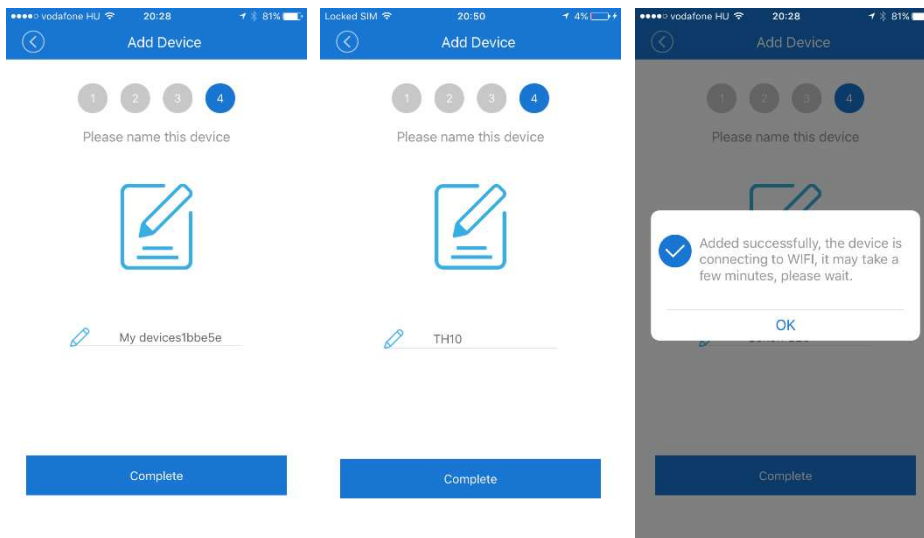 vodafone HU 20:28 81%
Add Device
1 2 3 4
Please name this device
My devices1bbe5e
Complete
Locked SIM 20:50 4%
Add Device
1 2 3 4
Please name this device
TH10
Complete
vodafone HU 20:28 81%
Add Device
1 2 3 4
Please name this device
Added successfully, the device is
connecting to WIFI, it may take a
few minutes, please wait.
OK
Complete